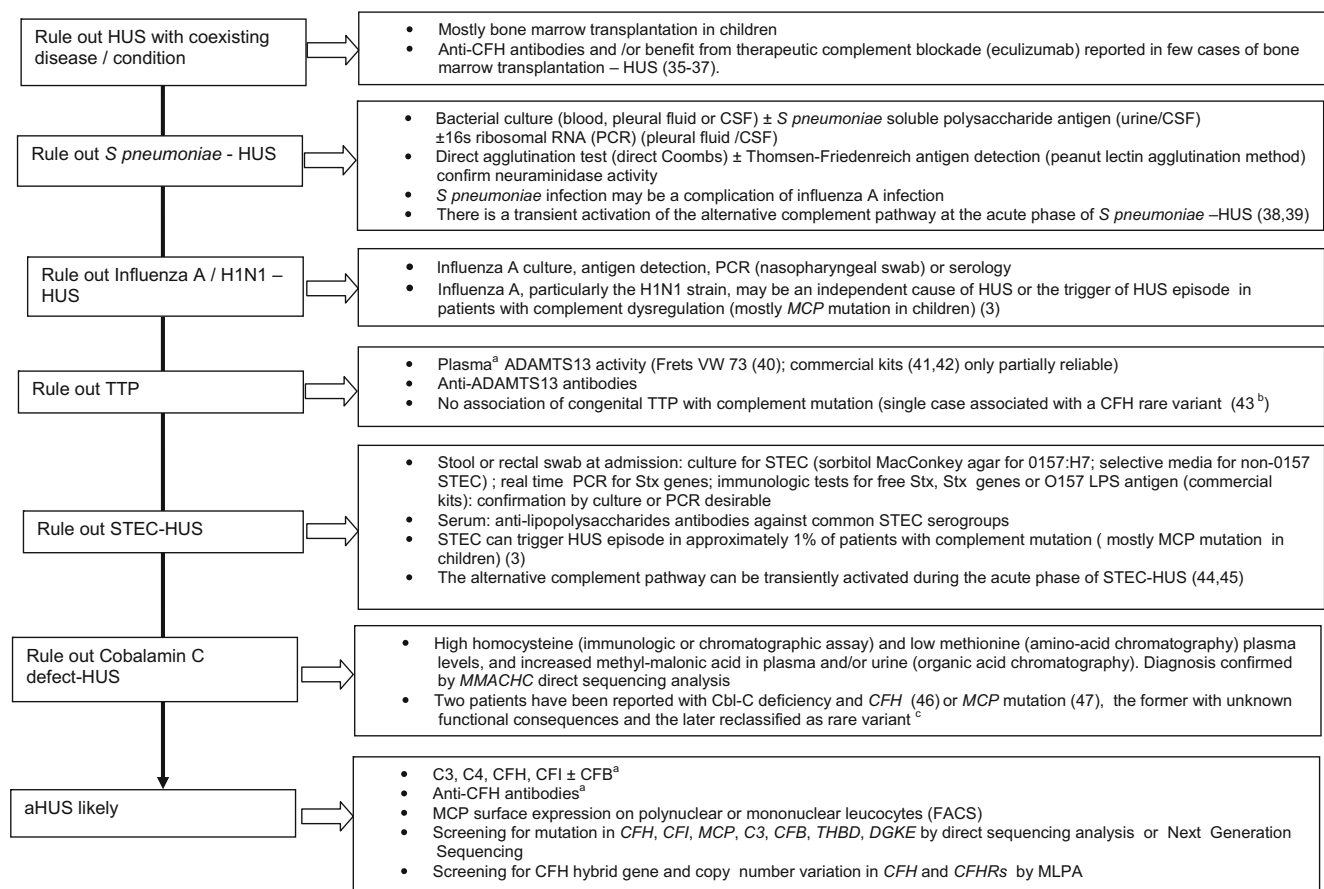 Rule out HUS with coexisting
disease / condition
• Mostly bone marrow transplantation in children
• Anti-CFH antibodies and /or benefit from therapeutic complement blockade (eculizumab) reported in few cases of bone
marrow transplantation – HUS (35-37).
Rule out S pneumoniae - HUS
• Bacterial culture (blood, pleural fluid or CSF) ± S pneumoniae soluble polysaccharide antigen (urine/CSF)
±16s ribosomal RNA (PCR) (pleural fluid /CSF)
• Direct agglutination test (direct Coombs) ± Thomsen-Friedenreich antigen detection (peanut lectin agglutination method)
confirm neuraminidase activity
• S pneumoniae infection may be a complication of influenza A infection
• There is a transient activation of the alternative complement pathway at the acute phase of S pneumoniae –HUS (38,39)
Rule out Influenza A / H1N1 –
HUS
• Influenza A culture, antigen detection, PCR (nasopharyngeal swab) or serology
• Influenza A, particularly the H1N1 strain, may be an independent cause of HUS or the trigger of HUS episode in
patients with complement dysregulation (mostly MCP mutation in children) (3)
Rule out TTP
• Plasmaᵃ ADAMTS13 activity (Frets VW 73 (40); commercial kits (41,42) only partially reliable)
• Anti-ADAMTS13 antibodies
• No association of congenital TTP with complement mutation (single case associated with a CFH rare variant (43 ᵇ)
Rule out STEC-HUS
• Stool or rectal swab at admission: culture for STEC (sorbitol MacConkey agar for 0157:H7; selective media for non-0157
STEC) ; real time PCR for Stx genes; immunologic tests for free Stx, Stx genes or O157 LPS antigen (commercial
kits): confirmation by culture or PCR desirable
• Serum: anti-lipopolysaccharides antibodies against common STEC serogroups
• STEC can trigger HUS episode in approximately 1% of patients with complement mutation ( mostly MCP mutation in
children) (3)
• The alternative complement pathway can be transiently activated during the acute phase of STEC-HUS (44,45)
Rule out Cobalamin C
defect-HUS
• High homocysteine (immunologic or chromatographic assay) and low methionine (amino-acid chromatography) plasma
levels, and increased methyl-malonic acid in plasma and/or urine (organic acid chromatography). Diagnosis confirmed
by MMACHC direct sequencing analysis
• Two patients have been reported with Cbl-C deficiency and CFH (46) or MCP mutation (47), the former with unknown
functional consequences and the later reclassified as rare variant ᶜ
aHUS likely
• C3, C4, CFH, CFI ± CFBᵃ
• Anti-CFH antibodiesᵃ
• MCP surface expression on polynuclear or mononuclear leucocytes (FACS)
• Screening for mutation in CFH, CFI, MCP, C3, CFB, THBD, DGKE by direct sequencing analysis or Next Generation
Sequencing
• Screening for CFH hybrid gene and copy number variation in CFH and CFHRs by MLPA